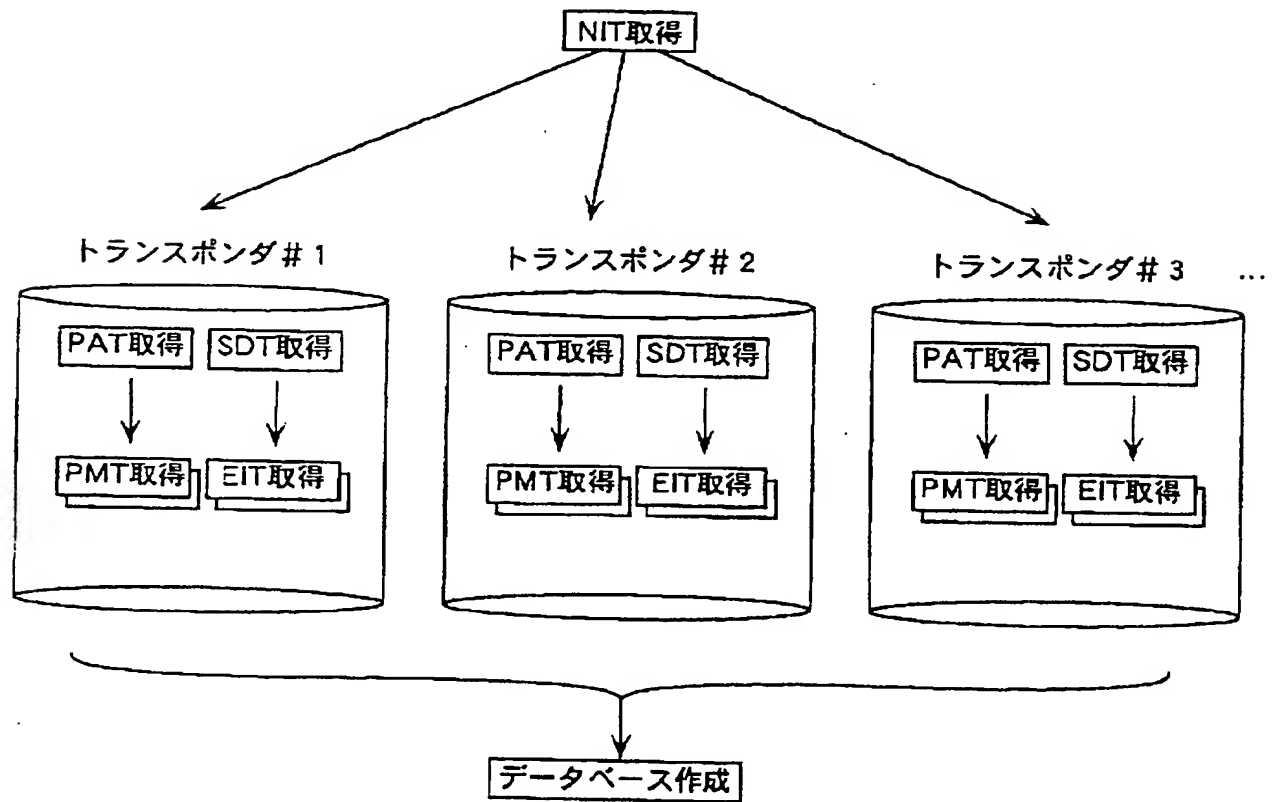 NIT取得
トランスポンダ#1
トランスポンダ#2
トランスポンダ#3 …
PAT取得 SDT取得
PMT取得 EIT取得
PAT取得 SDT取得
PMT取得 EIT取得
PAT取得 SDT取得
PMT取得 EIT取得
データベース作成